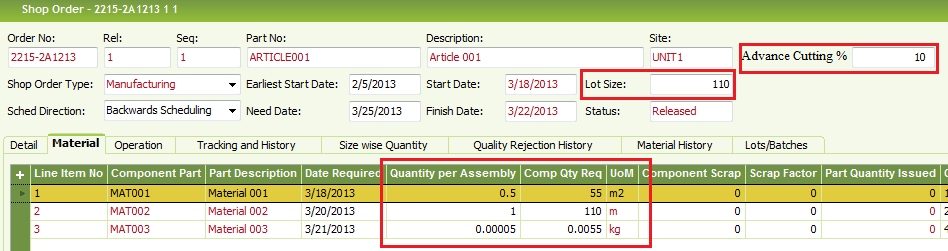 Shop Order - 2215-2A1213 1 1
Order No: Rel: Seq: Part No: Description: Site:
2215-2A1213 1 1 ARTICLE001 Article 001 UNIT1 Advance Cutting % 10
Shop Order Type: Manufacturing Earliest Start Date: 2/5/2013 Start Date: 3/18/2013 Lot Size: 110
Sched Direction: Backwards Scheduling Need Date: 3/25/2013 Finish Date: 3/22/2013 Status: Released
Detail Material Operation Tracking and History Size wise Quantity Quality Rejection History Material History Lots/Batches
Line Item No Component Part Part Description Date Required Quantity per Assembly Comp Qty Req UoM Component Scrap Scrap Factor Part Quantity Issued
1 MAT001 Material 001 3/18/2013 0.5 55 m2 0 0 0
2 MAT002 Material 002 3/20/2013 1 110 m 0 0 0
3 MAT003 Material 003 3/21/2013 0.00005 0.0055 kg 0 0 0